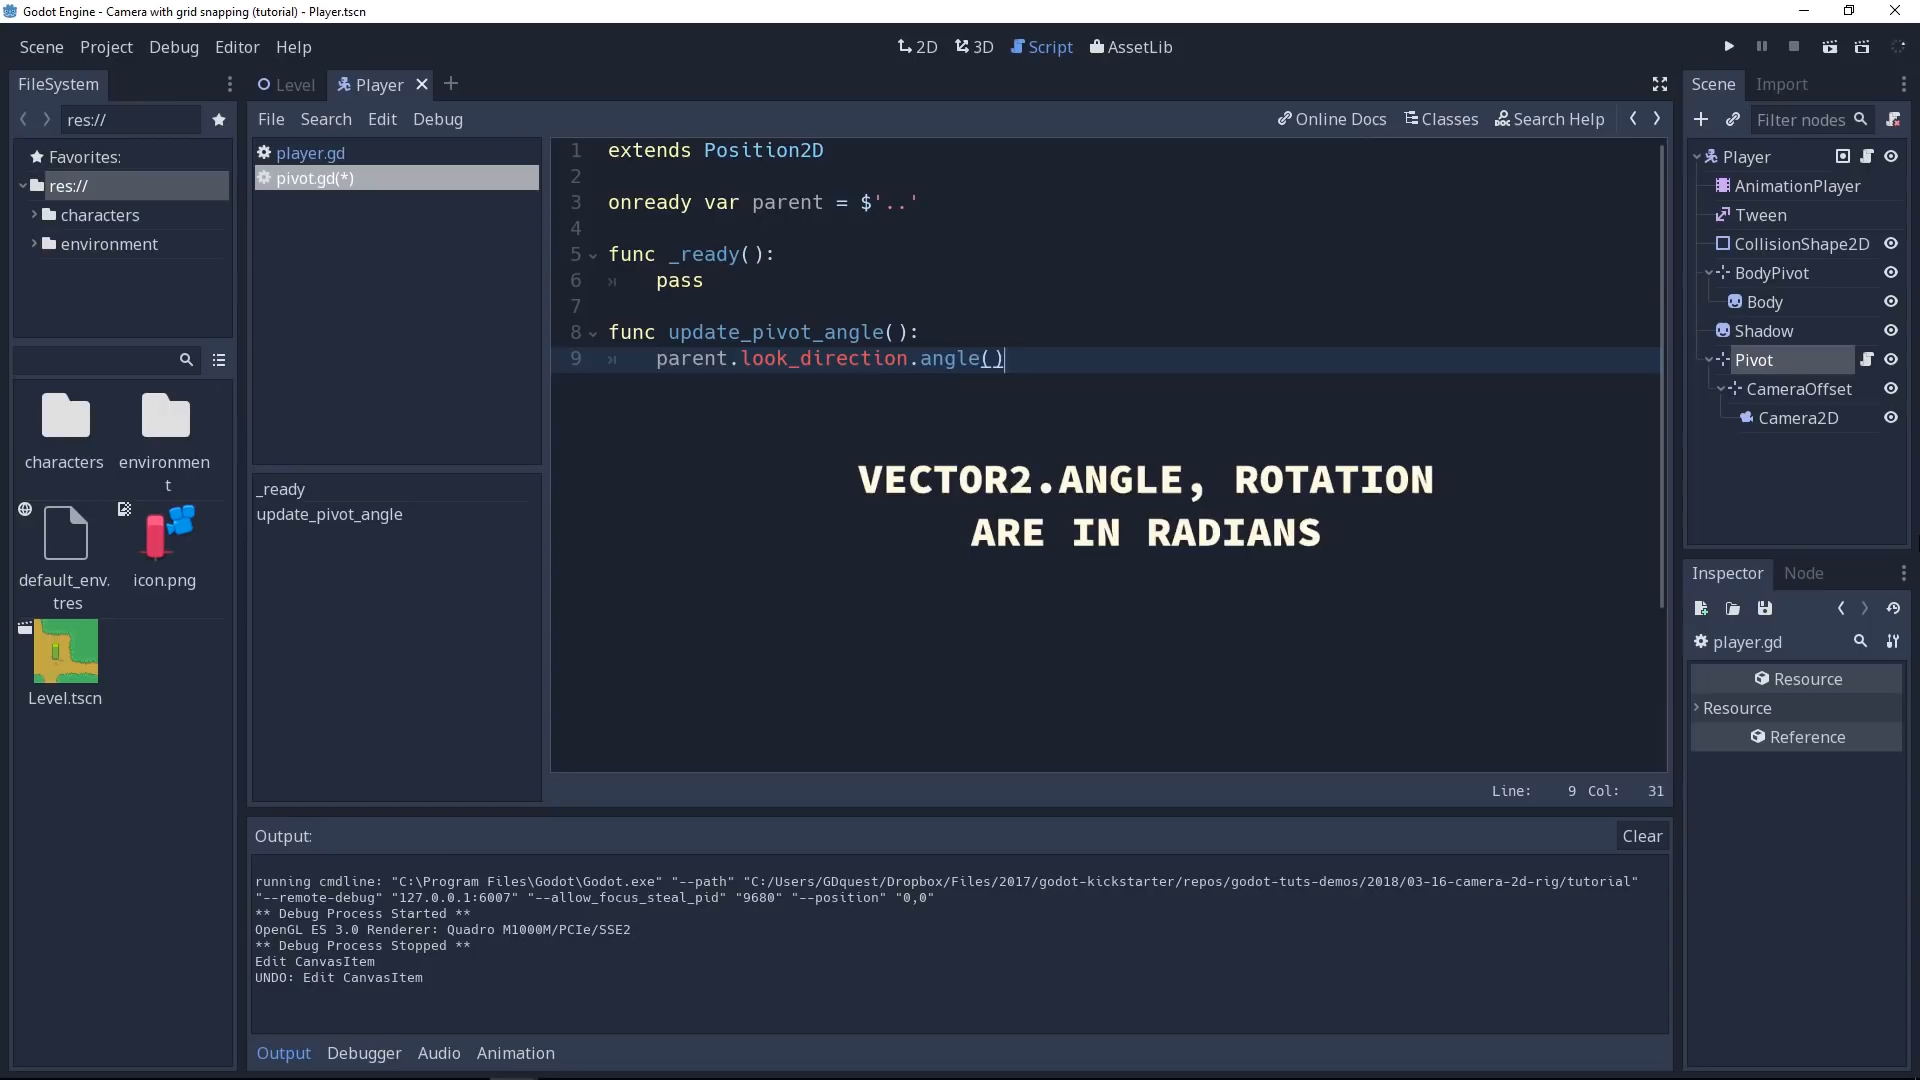 Godot Engine - Camera with grid snapping (tutorial) - Player.tscn
Scene Project Debug Editor Help
2D 3D Script AssetLib
FileSystem
Level Player
Scene Import
res://
File Search Edit Debug
Online Docs Classes Search Help
Filter nodes
Favorites:
res://
characters
environment
player.gd
pivot.gd(*)
1 extends Position2D
2
3 onready var parent = $'..'
4
5 func _ready():
6 pass
7
8 func update_pivot_angle():
9 parent.look_direction.angle()
VECTOR2.ANGLE, ROTATION
ARE IN RADIANS
Player
AnimationPlayer
Tween
CollisionShape2D
BodyPivot
Body
Shadow
Pivot
CameraOffset
Camera2D
characters
environmen
t
default_env.
tres
icon.png
Level.tscn
_ready
update_pivot_angle
Line: 9 Col: 31
Inspector Node
player.gd
Resource
Resource
Reference
Output:
Clear
running cmdline: "C:\Program Files\Godot\Godot.exe" "--path" "C:/Users/GDquest/Dropbox/Files/2017/godot-kickstarter/repos/godot-tuts-demos/2018/03-16-camera-2d-rig/tutorial"
"--remote-debug" "127.0.0.1:6007" "--allow_focus_steal_pid" "9680" "--position" "0,0"
** Debug Process Started **
OpenGL ES 3.0 Renderer: Quadro M1000M/PCIe/SSE2
** Debug Process Stopped **
Edit CanvasItem
UNDO: Edit CanvasItem
Output Debugger Audio Animation